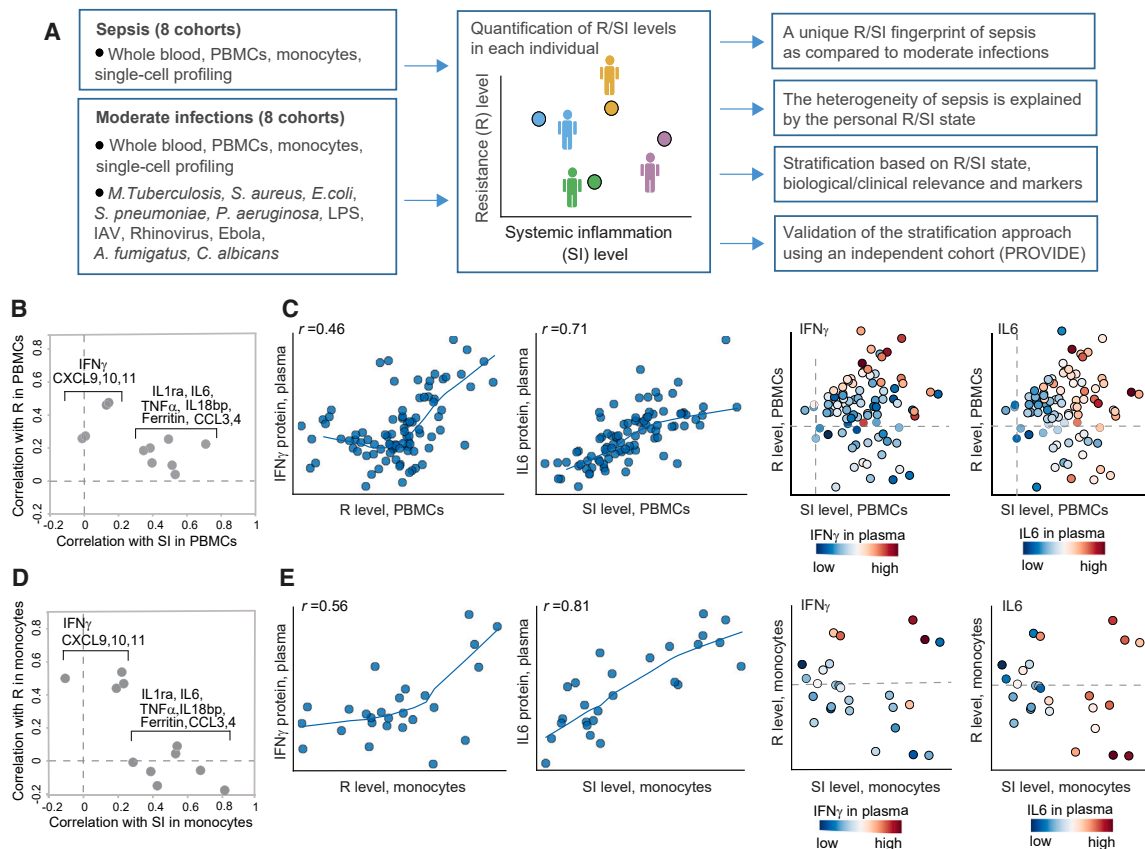 A
Sepsis (8 cohorts)
● Whole blood, PBMCs, monocytes,
single-cell profiling
Moderate infections (8 cohorts)
● Whole blood, PBMCs, monocytes,
single-cell profiling
● M.Tuberculosis, S. aureus, E.coli,
S. pneumoniae, P. aeruginosa, LPS,
IAV, Rhinovirus, Ebola,
A. fumigatus, C. albicans
Quantification of R/SI levels
in each individual
Resistance (R) level
Systemic inflammation
(SI) level
A unique R/SI fingerprint of sepsis
as compared to moderate infections
The heterogeneity of sepsis is explained
by the personal R/SI state
Stratification based on R/SI state,
biological/clinical relevance and markers
Validation of the stratification approach
using an independent cohort (PROVIDE)
B
Correlation with R in PBMCs
0.8
0.6
0.4
0.2
0
-0.2
IFNγ
CXCL9,10,11
IL1ra, IL6,
TNFα, IL18bp,
Ferritin, CCL3,4
-0.2 0 0.2 0.4 0.6 0.8 1
Correlation with SI in PBMCs
C
r=0.46
IFNγ protein, plasma
R level, PBMCs
r=0.71
IL6 protein, plasma
SI level, PBMCs
IFNγ
R level, PBMCs
SI level, PBMCs
IFNγ in plasma
low high
IL6
R level, PBMCs
SI level, PBMCs
IL6 in plasma
low high
D
Correlation with R in monocytes
0.8
0.6
0.4
0.2
0
-0.2
IFNγ
CXCL9,10,11
IL1ra, IL6,
TNFα,IL18bp,
Ferritin,CCL3,4
-0.2 0 0.2 0.4 0.6 0.8 1
Correlation with SI in monocytes
E
r=0.56
IFNγ protein, plasma
R level, monocytes
r=0.81
IL6 protein, plasma
SI level, monocytes
IFNγ
R level, monocytes
SI level, monocytes
IFNγ in plasma
low high
IL6
R level, monocytes
SI level, monocytes
IL6 in plasma
low high